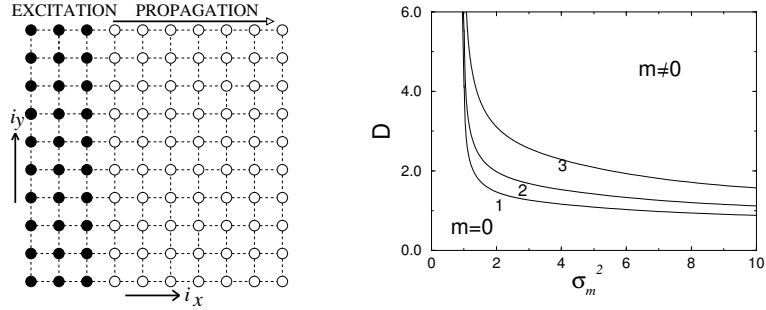 EXCITATION PROPAGATION
i_y
i_x
6.0
4.0
2.0
0.0
D
m≠0
3
2
1
m=0
0 2 4 6 8 10
σ_m^2